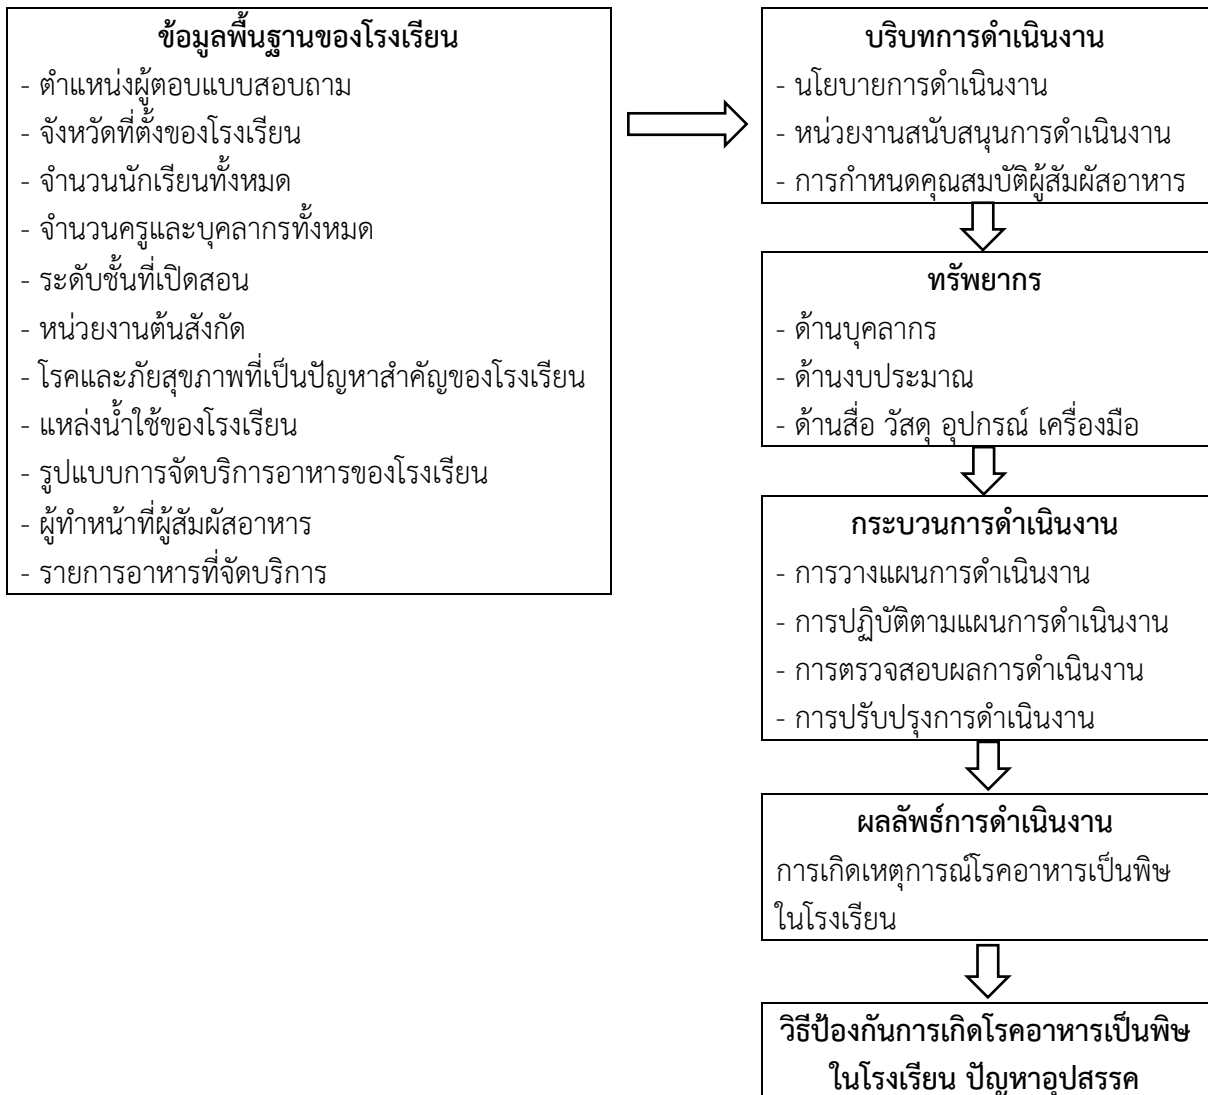 ข้อมูลพื้นฐานของโรงเรียน
- ตำแหน่งผู้ตอบแบบสอบถาม
- จังหวัดที่ตั้งของโรงเรียน
- จำนวนนักเรียนทั้งหมด
- จำนวนครูและบุคลากรทั้งหมด
- ระดับชั้นที่เปิดสอน
- หน่วยงานต้นสังกัด
- โรคและภัยสุขภาพที่เป็นปัญหาสำคัญของโรงเรียน
- แหล่งน้ำใช้ของโรงเรียน
- รูปแบบการจัดบริการอาหารของโรงเรียน
- ผู้ทำหน้าที่ผู้สัมผัสอาหาร
- รายการอาหารที่จัดบริการ
บริบทการดำเนินงาน
- นโยบายการดำเนินงาน
- หน่วยงานสนับสนุนการดำเนินงาน
- การกำหนดคุณสมบัติผู้สัมผัสอาหาร
ทรัพยากร
- ด้านบุคลากร
- ด้านงบประมาณ
- ด้านสื่อ วัสดุ อุปกรณ์ เครื่องมือ
กระบวนการดำเนินงาน
- การวางแผนการดำเนินงาน
- การปฏิบัติตามแผนการดำเนินงาน
- การตรวจสอบผลการดำเนินงาน
- การปรับปรุงการดำเนินงาน
ผลลัพธ์การดำเนินงาน
การเกิดเหตุการณ์โรคอาหารเป็นพิษ
ในโรงเรียน
วิธีป้องกันการเกิดโรคอาหารเป็นพิษ
ในโรงเรียน ปัญหาอุปสรรค